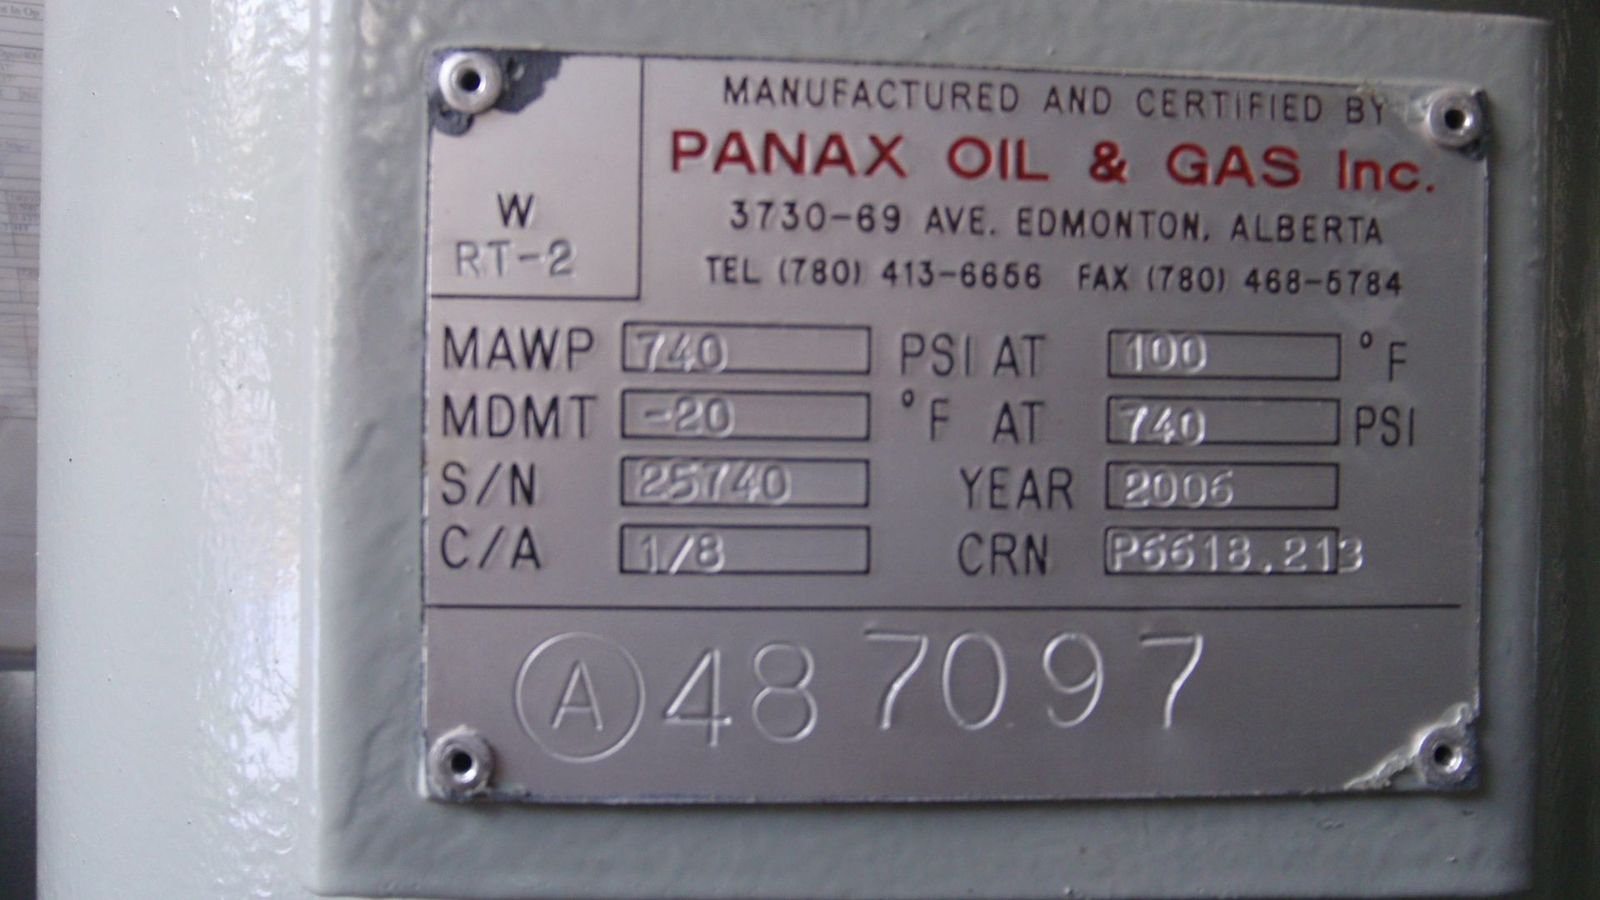 MANUFACTURED AND CERTIFIED BY
PANAX OIL & GAS Inc.
3730-69 AVE. EDMONTON, ALBERTA
TEL (780) 413-6656 FAX (780) 468-5784
W
RT-2
MAWP 740 PSI AT 100 °F
MDMT -20 °F AT 740 PSI
S/N 25740 YEAR 2006
C/A 1/8 CRN P6618.213
A 487097